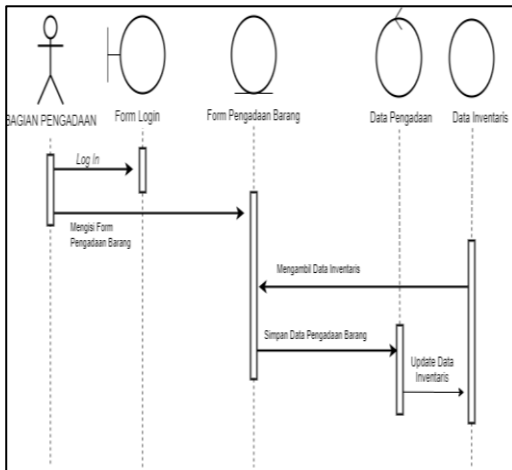 BAGIAN PENGADAAN
Form Login
Form Pengadaan Barang
Data Pengadaan
Data Inventaris
Log In
Mengisi Form
Pengadaan Barang
Mengambil Data Inventaris
Simpan Data Pengadaan Barang
Update Data
Inventaris